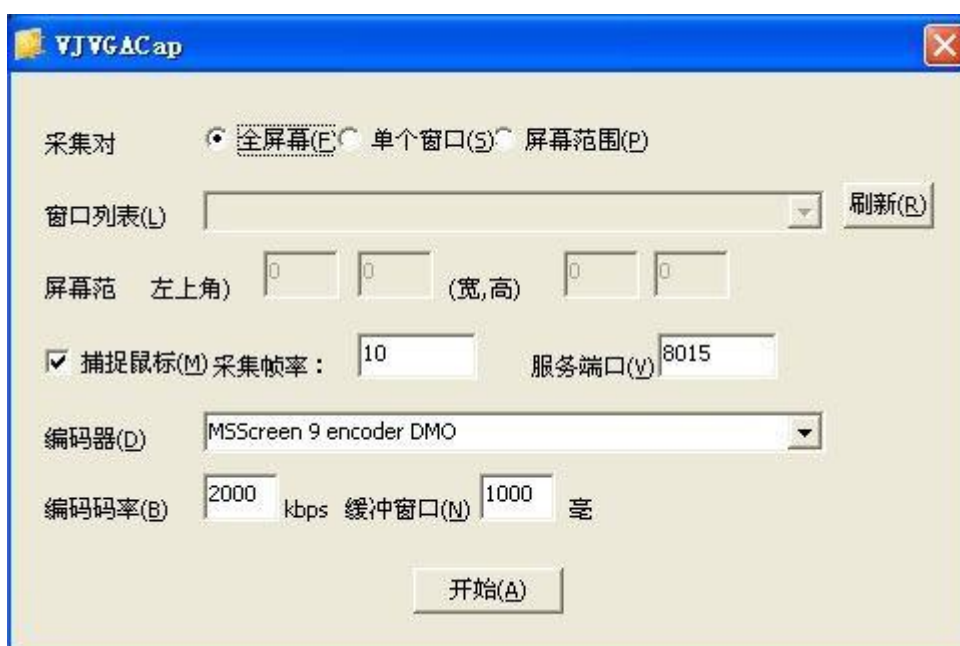 VJVGACap
采集对 全屏幕(F) 单个窗口(S) 屏幕范围(P)
窗口列表(L) 刷新(R)
屏幕范 左上角) 0 0 (宽,高) 0 0
捕捉鼠标(M) 采集帧率： 10 服务端口(V) 8015
编码器(D) MSScreen 9 encoder DMO
编码码率(B) 2000 kbps 缓冲窗口(N) 1000 毫
开始(A)